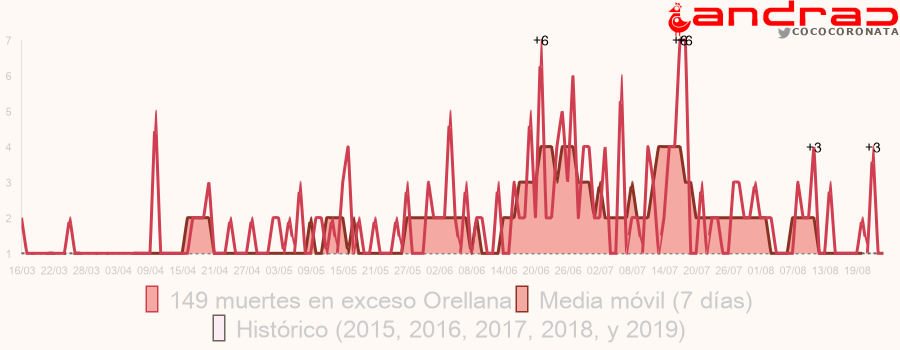 andrac
COCOCORONATA
+6 +6 +6
7
6
5
4
+3 +3
3
2
1
16/03 22/03 28/03 03/04 09/04 15/04 21/04 27/04 03/05 09/05 15/05 21/05 27/05 02/06 08/06 14/06 20/06 26/06 02/07 08/07 14/07 20/07 26/07 01/08 07/08 13/08 19/08
149 muertes en exceso Orellana Media móvil (7 días)
Histórico (2015, 2016, 2017, 2018, y 2019)